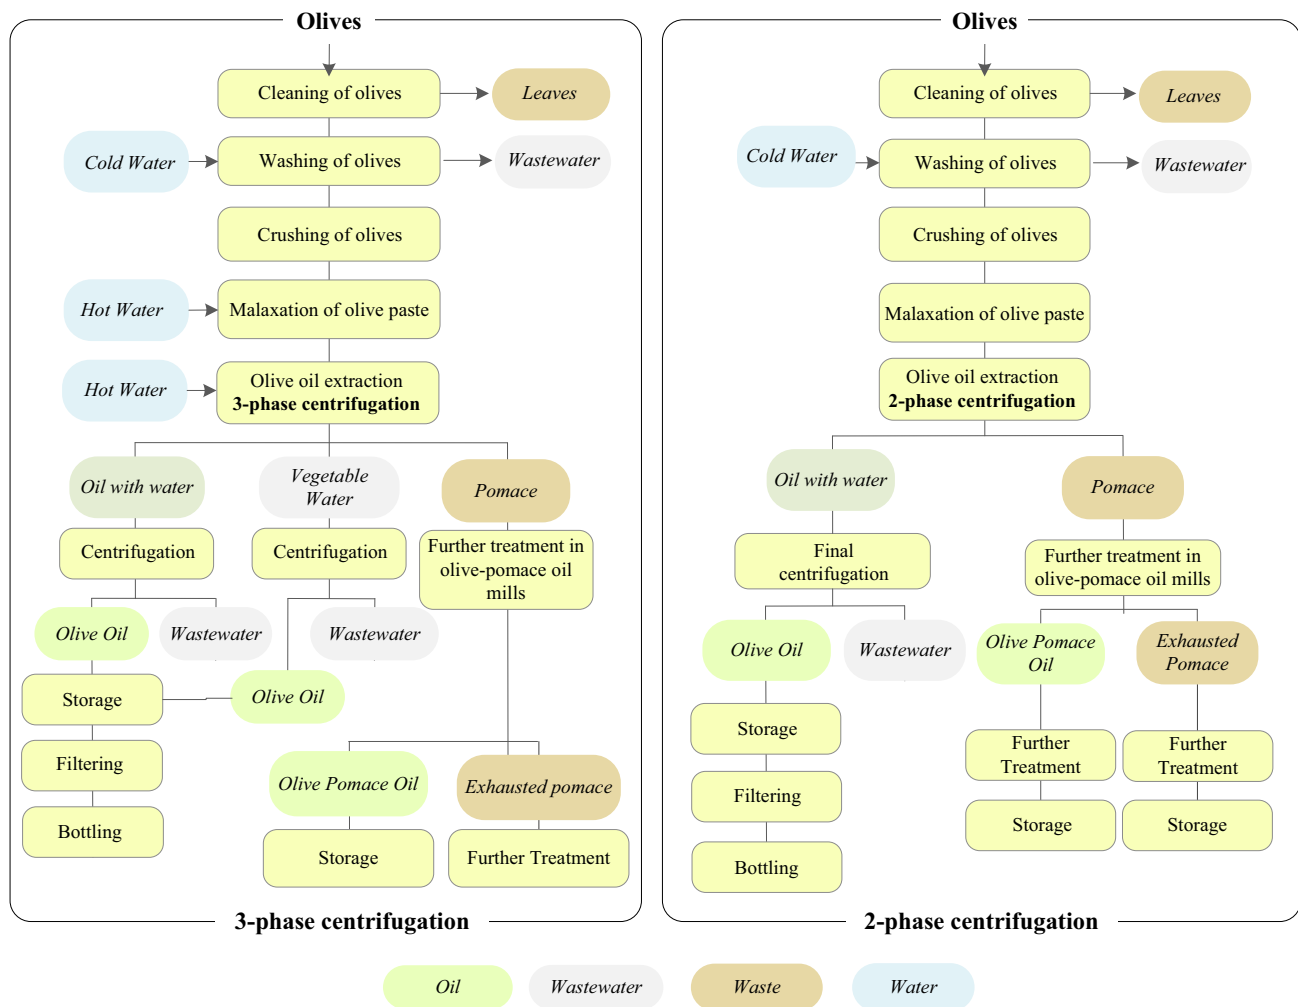 Olives
Cleaning of olives
Leaves
Cold Water
Washing of olives
Wastewater
Crushing of olives
Hot Water
Malaxation of olive paste
Hot Water
Olive oil extraction
3-phase centrifugation
Oil with water
Vegetable
Water
Pomace
Centrifugation
Centrifugation
Further treatment in
olive-pomace oil
mills
Olive Oil
Wastewater
Wastewater
Storage
Olive Oil
Filtering
Olive Pomace Oil
Exhausted pomace
Bottling
Storage
Further Treatment
3-phase centrifugation
Olives
Cleaning of olives
Leaves
Cold Water
Washing of olives
Wastewater
Crushing of olives
Malaxation of olive paste
Olive oil extraction
2-phase centrifugation
Oil with water
Pomace
Final
centrifugation
Further treatment in
olive-pomace oil mills
Olive Oil
Wastewater
Olive Pomace
Oil
Exhausted
Pomace
Storage
Further
Treatment
Further
Treatment
Filtering
Storage
Storage
Bottling
2-phase centrifugation
Oil
Wastewater
Waste
Water